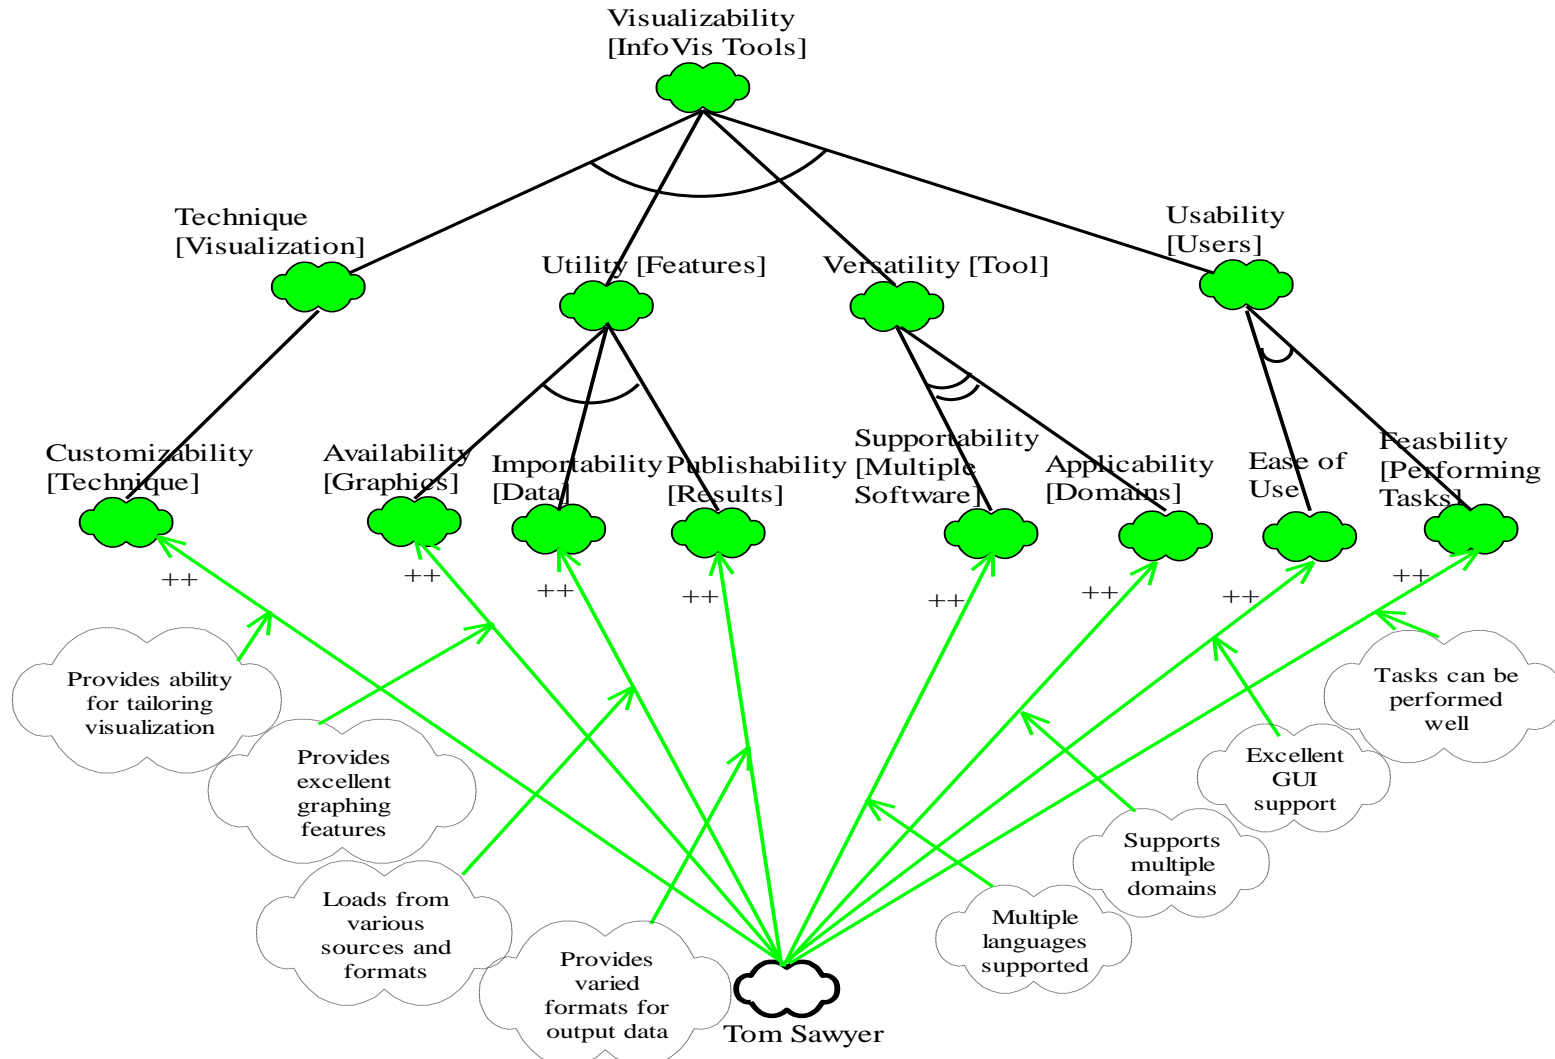 Visualizability
[InfoVis Tools]
Technique
[Visualization]
Utility [Features]
Versatility [Tool]
Usability
[Users]
Customizability
[Technique]
Availability
[Graphics]
Importability
[Data]
Publishability
[Results]
Supportability
[Multiple
Software]
Applicability
[Domains]
Ease of
Use
Feasbility
[Performing
Tasks]
++
++
++
++
++
++
++
++
Provides ability
for tailoring
visualization
Provides
excellent
graphing
features
Loads from
various
sources and
formats
Provides
varied
formats for
output data
Multiple
languages
supported
Supports
multiple
domains
Excellent
GUI
support
Tasks can be
performed
well
Tom Sawyer